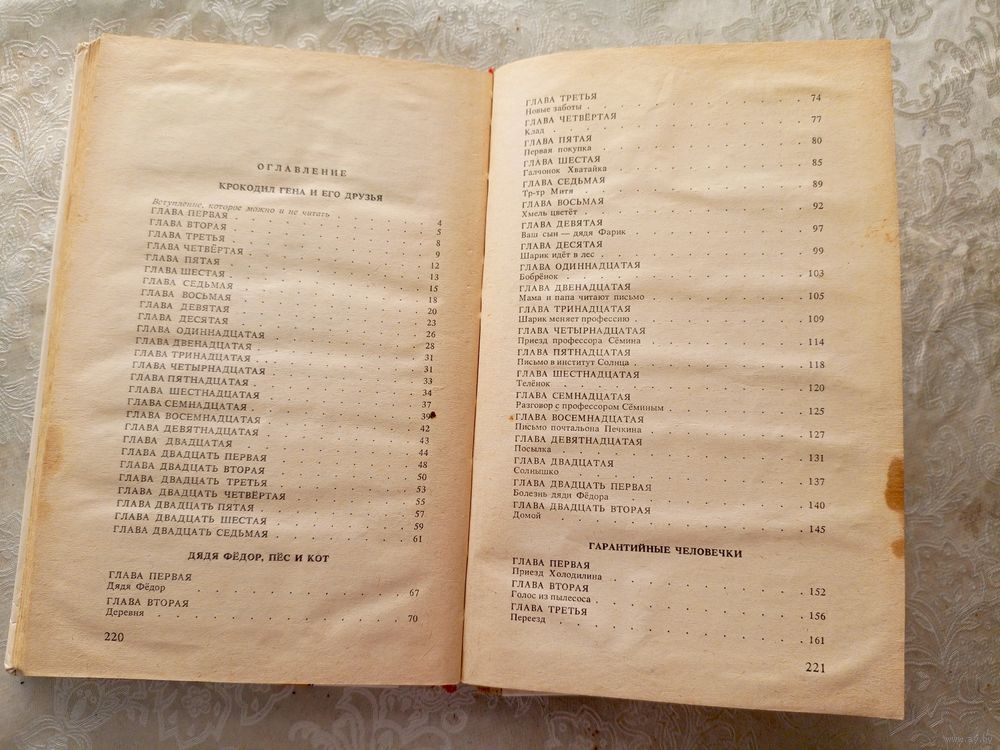 ОГЛАВЛЕНИЕ
КРОКОДИЛ ГЕНА И ЕГО ДРУЗЬЯ
Вступление, которое можно и не читать 4
ГЛАВА ПЕРВАЯ 5
ГЛАВА ВТОРАЯ 8
ГЛАВА ТРЕТЬЯ 9
ГЛАВА ЧЕТВЁРТАЯ 12
ГЛАВА ПЯТАЯ 13
ГЛАВА ШЕСТАЯ 15
ГЛАВА СЕДЬМАЯ 18
ГЛАВА ВОСЬМАЯ 20
ГЛАВА ДЕВЯТАЯ 23
ГЛАВА ДЕСЯТАЯ 26
ГЛАВА ОДИННАДЦАТАЯ 28
ГЛАВА ДВЕНАДЦАТАЯ 31
ГЛАВА ТРИНАДЦАТАЯ 31
ГЛАВА ЧЕТЫРНАДЦАТАЯ 33
ГЛАВА ПЯТНАДЦАТАЯ 34
ГЛАВА ШЕСТНАДЦАТАЯ 37
ГЛАВА СЕМНАДЦАТАЯ 39
ГЛАВА ВОСЕМНАДЦАТАЯ 42
ГЛАВА ДЕВЯТНАДЦАТАЯ 43
ГЛАВА ДВАДЦАТАЯ 44
ГЛАВА ДВАДЦАТЬ ПЕРВАЯ 48
ГЛАВА ДВАДЦАТЬ ВТОРАЯ 50
ГЛАВА ДВАДЦАТЬ ТРЕТЬЯ 53
ГЛАВА ДВАДЦАТЬ ЧЕТВЁРТАЯ 55
ГЛАВА ДВАДЦАТЬ ПЯТАЯ 57
ГЛАВА ДВАДЦАТЬ ШЕСТАЯ 59
ГЛАВА ДВАДЦАТЬ СЕДЬМАЯ 61
ДЯДЯ ФЁДОР, ПЁС И КОТ
ГЛАВА ПЕРВАЯ
Дядя Фёдор 67
ГЛАВА ВТОРАЯ
Деревня 70
220
ГЛАВА ТРЕТЬЯ
Новые заботы 74
ГЛАВА ЧЕТВЁРТАЯ
Клад 77
ГЛАВА ПЯТАЯ
Первая покупка 80
ГЛАВА ШЕСТАЯ
Галчонок Хватайка 85
ГЛАВА СЕДЬМАЯ
Тр-тр Митя 89
ГЛАВА ВОСЬМАЯ
Хмель цветёт 92
ГЛАВА ДЕВЯТАЯ
Ваш сын — дядя Фарик 97
ГЛАВА ДЕСЯТАЯ
Шарик идёт в лес 99
ГЛАВА ОДИННАДЦАТАЯ
Бобрёнок 103
ГЛАВА ДВЕНАДЦАТАЯ
Мама и папа читают письмо 105
ГЛАВА ТРИНАДЦАТАЯ
Шарик меняет профессию 109
ГЛАВА ЧЕТЫРНАДЦАТАЯ
Приезд профессора Сёмина 114
ГЛАВА ПЯТНАДЦАТАЯ
Письмо в институт Солнца 118
ГЛАВА ШЕСТНАДЦАТАЯ
Телёнок 120
ГЛАВА СЕМНАДЦАТАЯ
Разговор с профессором Сёминым 125
ГЛАВА ВОСЕМНАДЦАТАЯ
Письмо почтальона Печкина 127
ГЛАВА ДЕВЯТНАДЦАТАЯ
Посылка 131
ГЛАВА ДВАДЦАТАЯ
Солнышко 137
ГЛАВА ДВАДЦАТЬ ПЕРВАЯ
Болезнь дяди Фёдора 140
ГЛАВА ДВАДЦАТЬ ВТОРАЯ
Домой 145
ГАРАНТИЙНЫЕ ЧЕЛОВЕЧКИ
ГЛАВА ПЕРВАЯ
Приезд Холодилина 152
ГЛАВА ВТОРАЯ
Голос из пылесоса 156
ГЛАВА ТРЕТЬЯ
Переезд 161
221
www.ay.by